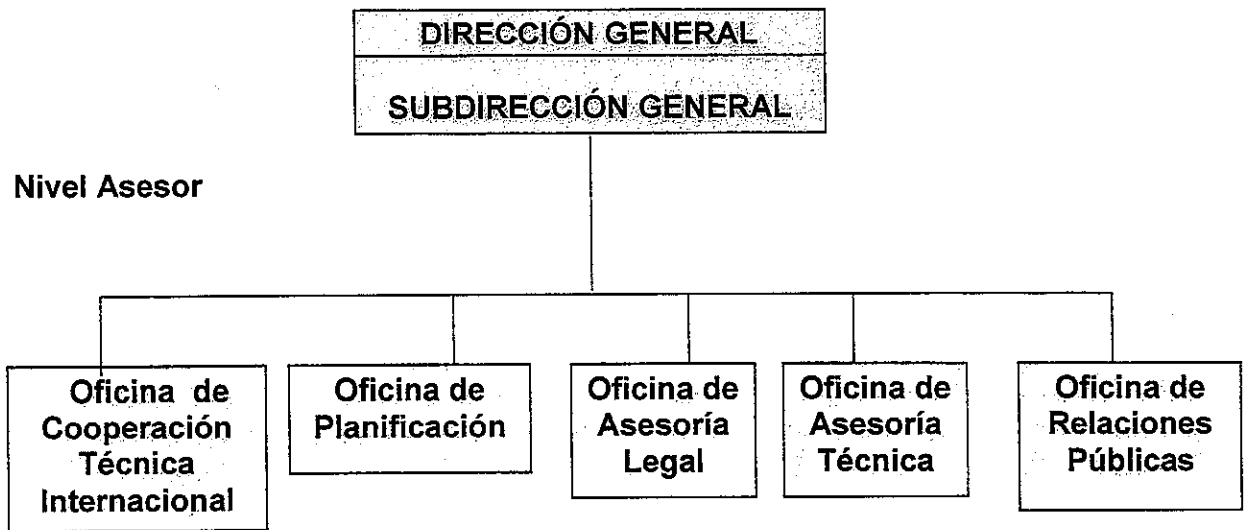 DIRECCIÓN GENERAL
SUBDIRECCIÓN GENERAL
Nivel Asesor
Oficina de
Cooperación
Técnica
Internacional
Oficina de
Planificación
Oficina de
Asesoría
Legal
Oficina de
Asesoría
Técnica
Oficina de
Relaciones
Públicas